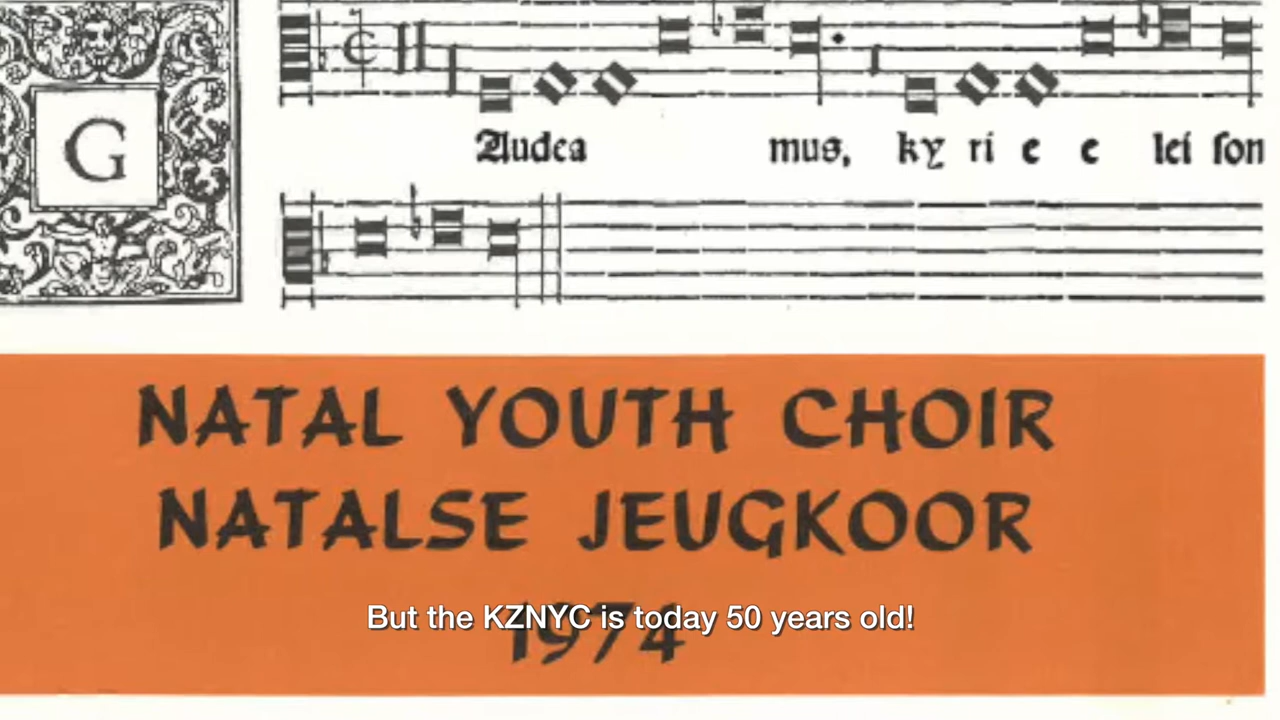 G
Audea mus, ky ri e e lei son
NATAL YOUTH CHOIR
NATALSE JEUGKOOR
1974
But the KZNYC is today 50 years old!